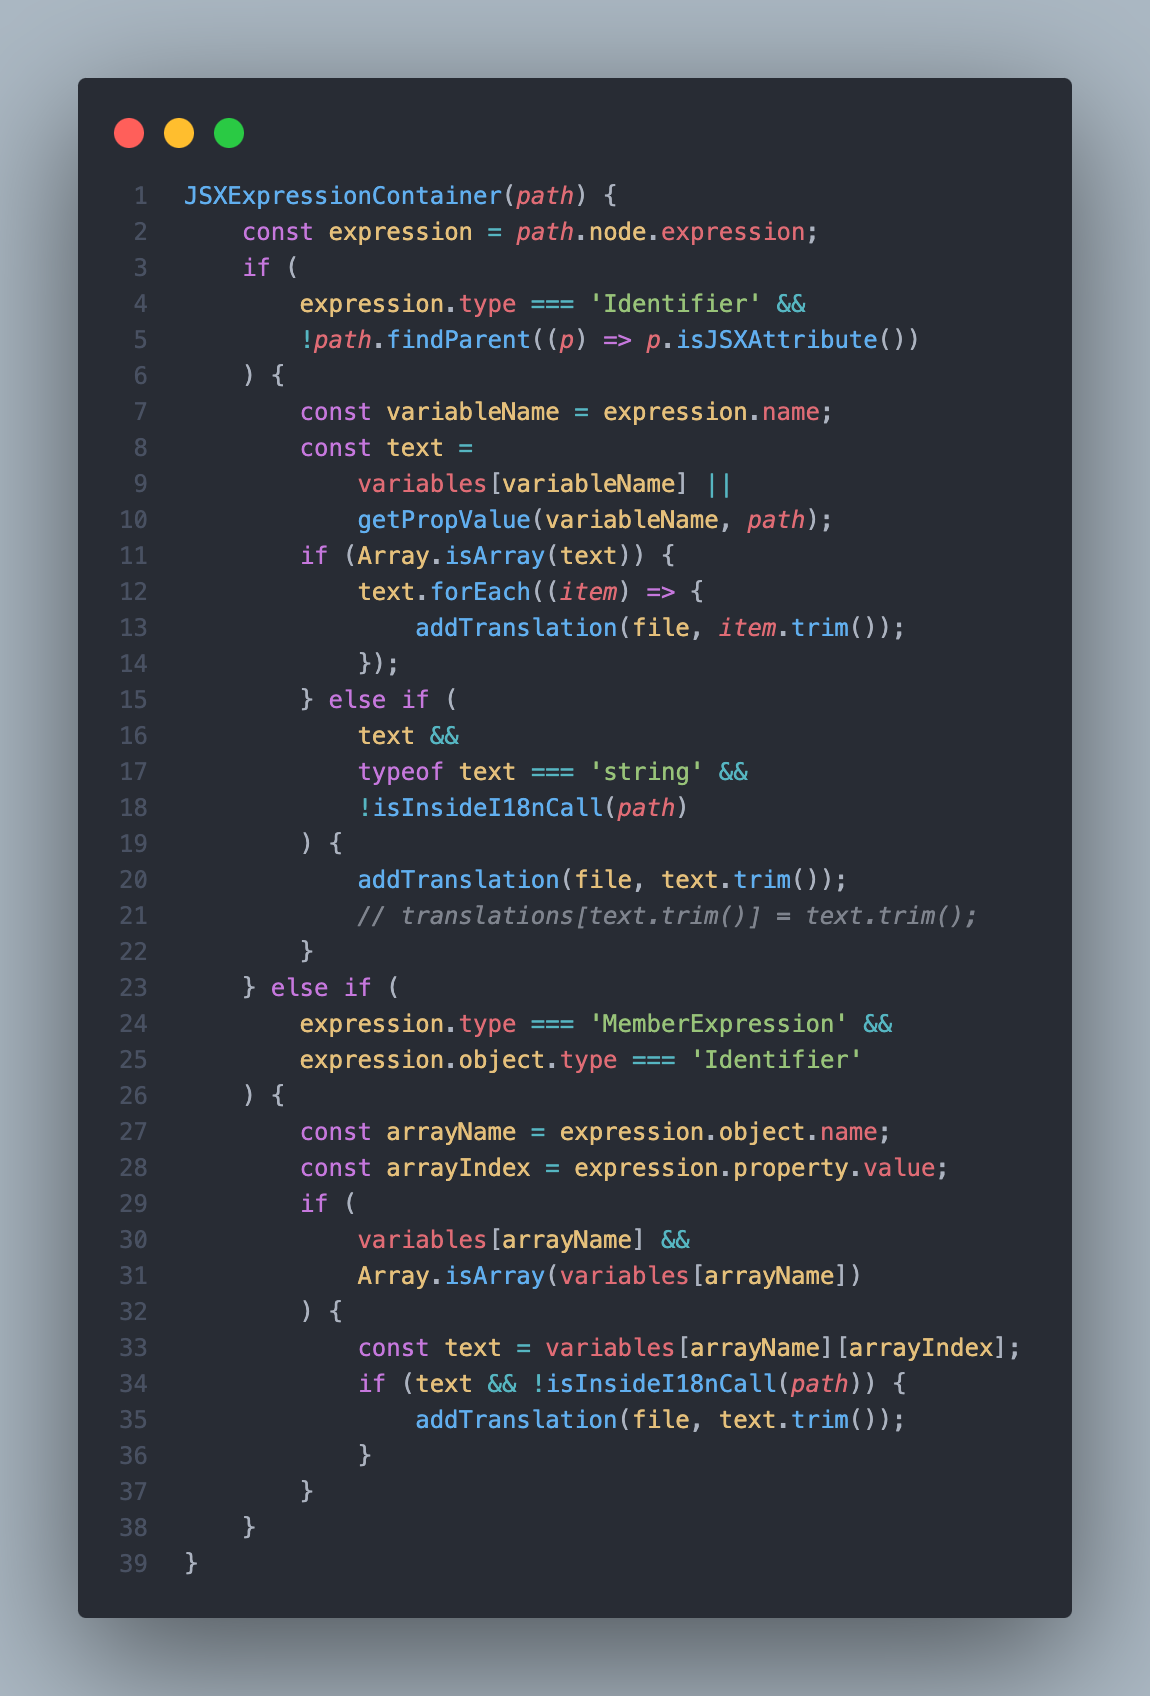 1 JSXExpressionContainer(path) {
2     const expression = path.node.expression;
3     if (
4         expression.type === 'Identifier' &&
5         !path.findParent((p) => p.isJSXAttribute())
6     ) {
7         const variableName = expression.name;
8         const text =
9             variables[variableName] ||
10             getPropValue(variableName, path);
11         if (Array.isArray(text)) {
12             text.forEach((item) => {
13                 addTranslation(file, item.trim());
14             });
15         } else if (
16             text &&
17             typeof text === 'string' &&
18             !isInsideI18nCall(path)
19         ) {
20             addTranslation(file, text.trim());
21             // translations[text.trim()] = text.trim();
22         }
23     } else if (
24         expression.type === 'MemberExpression' &&
25         expression.object.type === 'Identifier'
26     ) {
27         const arrayName = expression.object.name;
28         const arrayIndex = expression.property.value;
29         if (
30             variables[arrayName] &&
31             Array.isArray(variables[arrayName])
32         ) {
33             const text = variables[arrayName][arrayIndex];
34             if (text && !isInsideI18nCall(path)) {
35                 addTranslation(file, text.trim());
36             }
37         }
38     }
39 }